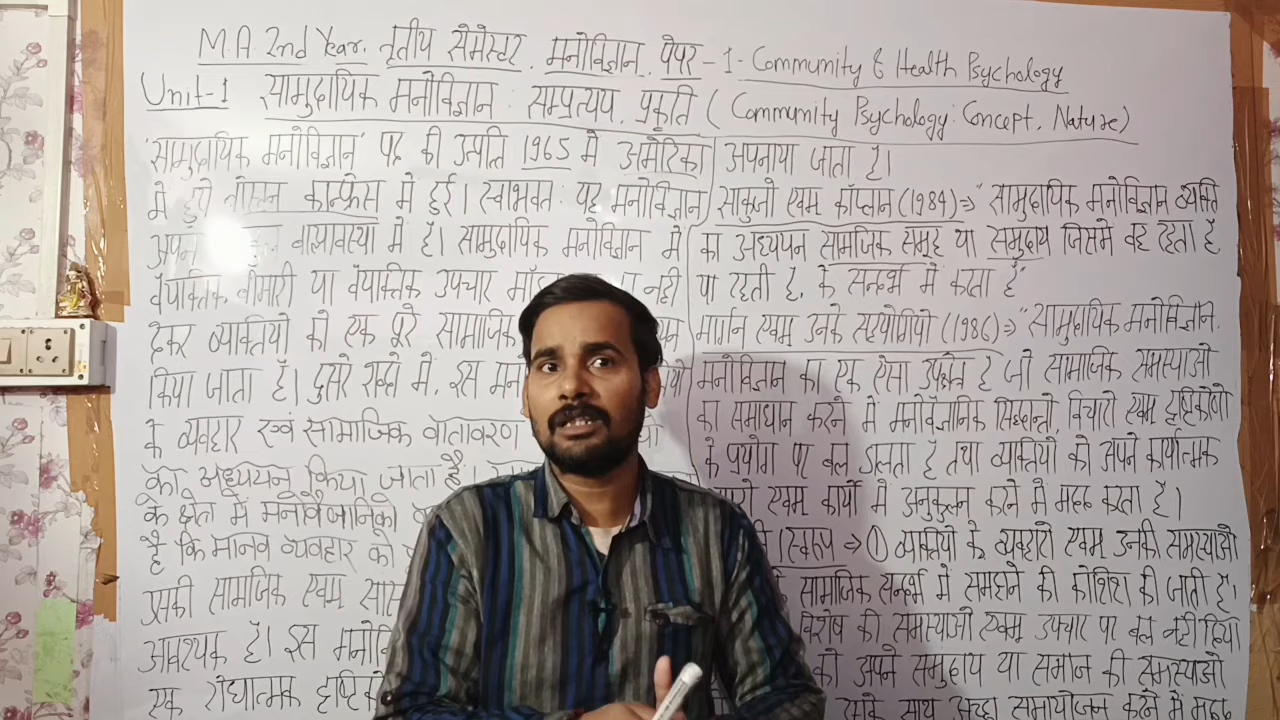 M.A. 2nd Year. तृतीय सेमेस्टर. मनोविज्ञान. पेपर - 1 - Community & Health Psychology
Unit-1 सामुदायिक मनोविज्ञान : सम्प्रत्यय, प्रकृति (Community Psychology: Concept, Nature)
"सामुदायिक मनोविज्ञान" पद की उत्पति 1965 में अमेरिका
में हुये कान्फ्रेंस में हुई। स्वाभवतः यह मनोविज्ञान
अपने बाल्यावस्था में है। सामुदायिक मनोविज्ञान में
वैयक्तिक बीमारी या वैयक्तिक उपचार नहीं
देकर व्यक्तियों को एक पूरे सामाजिक
किया जाता है। दुसरे शब्दो में, इस
के व्यवहार एवं सामाजिक वातावरण
का अध्ययन किया जाता है।
के क्षेत्र में मनोवैज्ञानिकों
है कि मानव व्यवहार को
उसकी सामाजिक एवम्
आवश्यक है। इस
एक रोधात्मक
अपनाया जाता है।
साकुजी एवम् कॉप्लान (1984) ⇒ "सामुदायिक मनोविज्ञान व्यक्ति
का अध्ययन सामाजिक समूह या समुदाय जिसमें वह रहता है,
या रहती है, के सन्दर्भ में करता है"
मार्गन एवम् उनके सहयोगियों (1986) ⇒ "सामुदायिक मनोविज्ञान,
मनोविज्ञान का एक ऐसा उपक्षेत्र है जो सामाजिक समस्याओ
का समाधान करने में मनोवैज्ञानिक सिद्धान्तो, विचारो एवम् दृष्टिकोणो
के प्रयोग पर बल डालता है तथा व्यक्तियो को अपने कार्यात्मक
एवम् कार्यो में अनुकूलन करने में मदद करता है।
स्वरूप ⇒ ① व्यक्तियों के व्यवहारो एवम् उनकी समस्याओ
सामाजिक सन्दर्भ में समझने की कोशिश की जाती है।
विशेष की समस्याओ एवम् उपचार पर बल नही दिया
को अपने समुदाय या समाज की समस्याओ
साथ अच्छा समायोजन करने में मदद